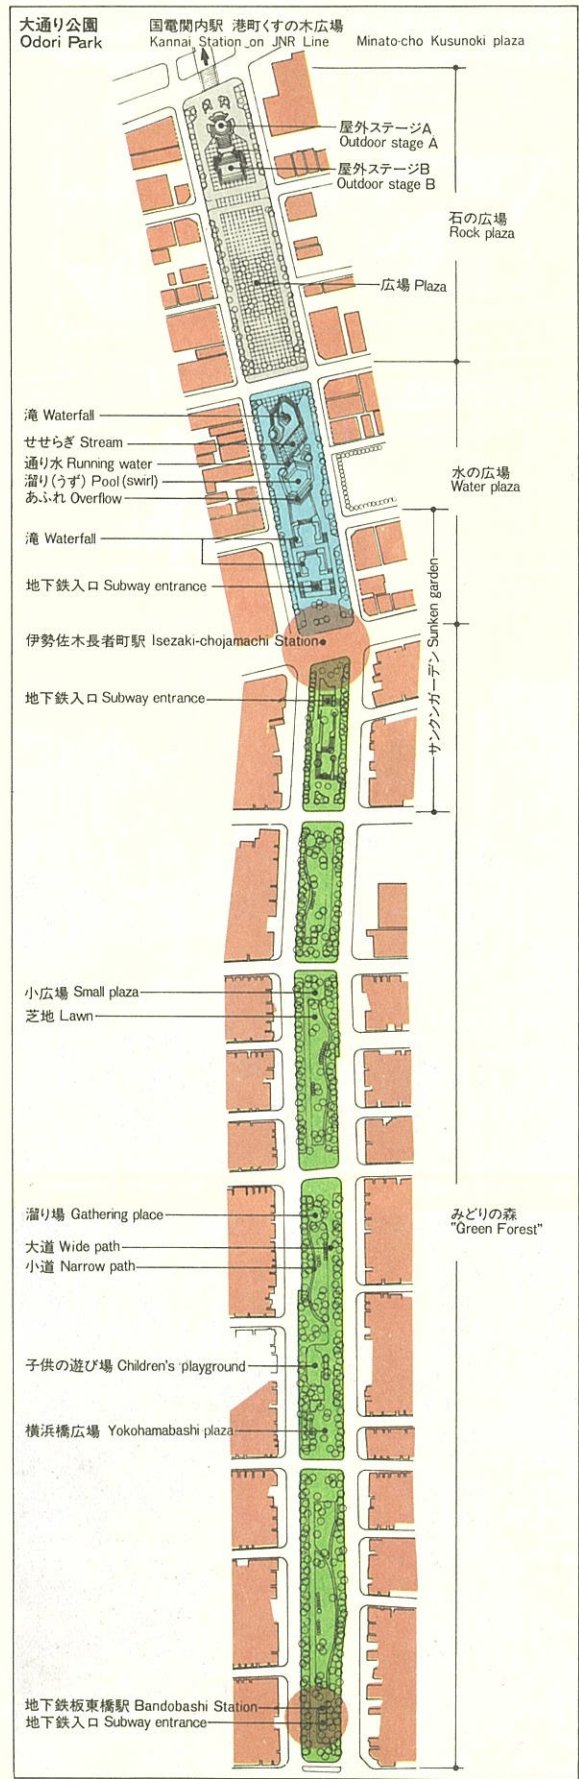 大通り公園
Odori Park
国電関内駅 港町くすの木広場
Kannai Station on JNR Line Minato-cho Kusunoki plaza
屋外ステージA
Outdoor stage A
屋外ステージB
Outdoor stage B
石の広場
Rock plaza
広場 Plaza
滝 Waterfall
せせらぎ Stream
通り水 Running water
溜り(うず) Pool (swirl)
あふれ Overflow
水の広場
Water plaza
滝 Waterfall
地下鉄入口 Subway entrance
サンクンガーデン Sunken garden
伊勢佐木長者町駅 Isezaki-chojamachi Station
地下鉄入口 Subway entrance
小広場 Small plaza
芝地 Lawn
溜り場 Gathering place
みどりの森
"Green Forest"
大道 Wide path
小道 Narrow path
子供の遊び場 Children's playground
横浜橋広場 Yokohamabashi plaza
地下鉄板東橋駅 Bandobashi Station
地下鉄入口 Subway entrance